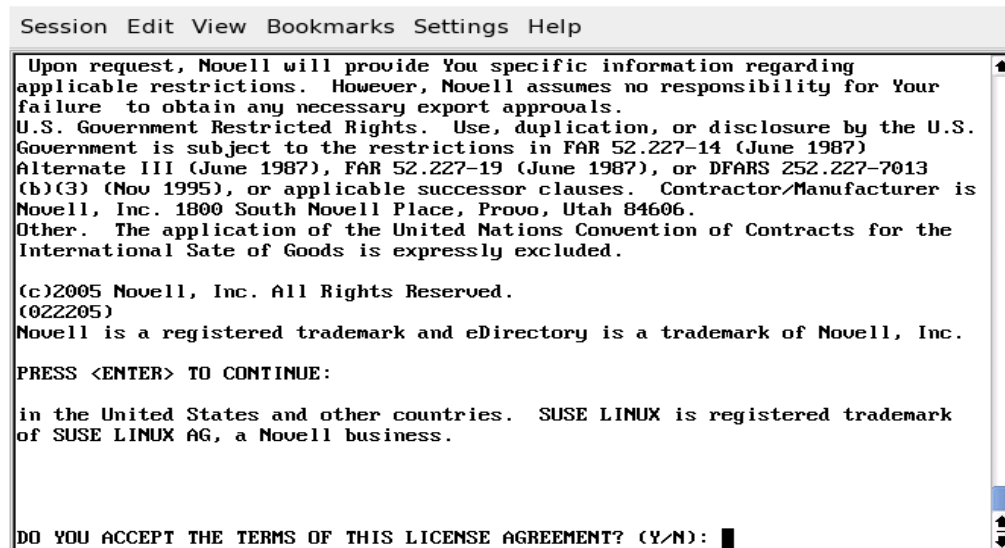 Session Edit View Bookmarks Settings Help
Upon request, Novell will provide You specific information regarding
applicable restrictions.  However, Novell assumes no responsibility for Your
failure  to obtain any necessary export approvals.
U.S. Government Restricted Rights.  Use, duplication, or disclosure by the U.S.
Government is subject to the restrictions in FAR 52.227-14 (June 1987)
Alternate III (June 1987), FAR 52.227-19 (June 1987), or DFARS 252.227-7013
(b)(3) (Nov 1995), or applicable successor clauses.  Contractor/Manufacturer is
Novell, Inc. 1800 South Novell Place, Provo, Utah 84606.
Other.  The application of the United Nations Convention of Contracts for the
International Sate of Goods is expressly excluded.
(c)2005 Novell, Inc. All Rights Reserved.
(022205)
Novell is a registered trademark and eDirectory is a trademark of Novell, Inc.
PRESS <ENTER> TO CONTINUE:
in the United States and other countries.  SUSE LINUX is registered trademark
of SUSE LINUX AG, a Novell business.
DO YOU ACCEPT THE TERMS OF THIS LICENSE AGREEMENT? (Y/N):